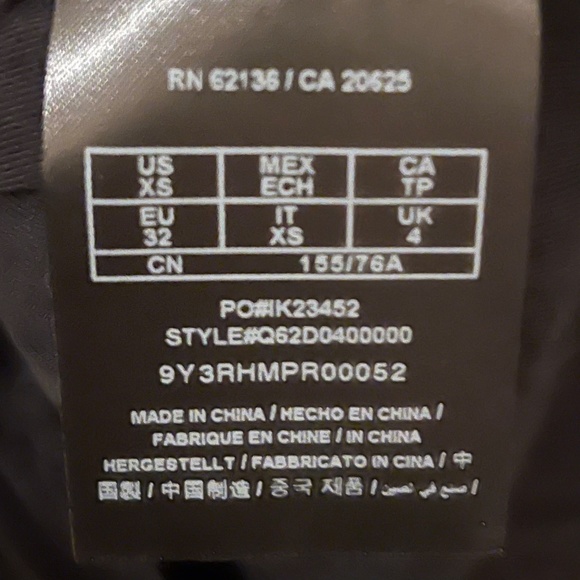 RN 62136 / CA 20625
US MEX CA
XS ECH TP
EU IT UK
32 XS 4
CN 155/76A
PO#IK23452
STYLE#Q62D0400000
9Y3RHMPR00052
MADE IN CHINA / HECHO EN CHINA /
FABRIQUE EN CHINE / IN CHINA
HERGESTELLT / FABBRICATO IN CINA / 中
国製 / 中国制造 / 중국 제품 / صنع في الصين /